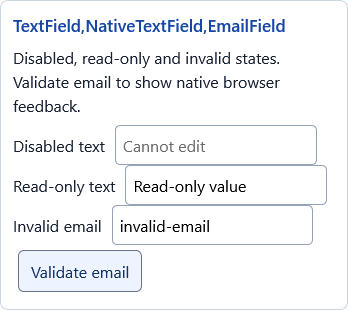 TextField,NativeTextField,EmailField
Disabled, read-only and invalid states.
Validate email to show native browser
feedback.
Disabled text Cannot edit
Read-only text Read-only value
Invalid email invalid-email
Validate email